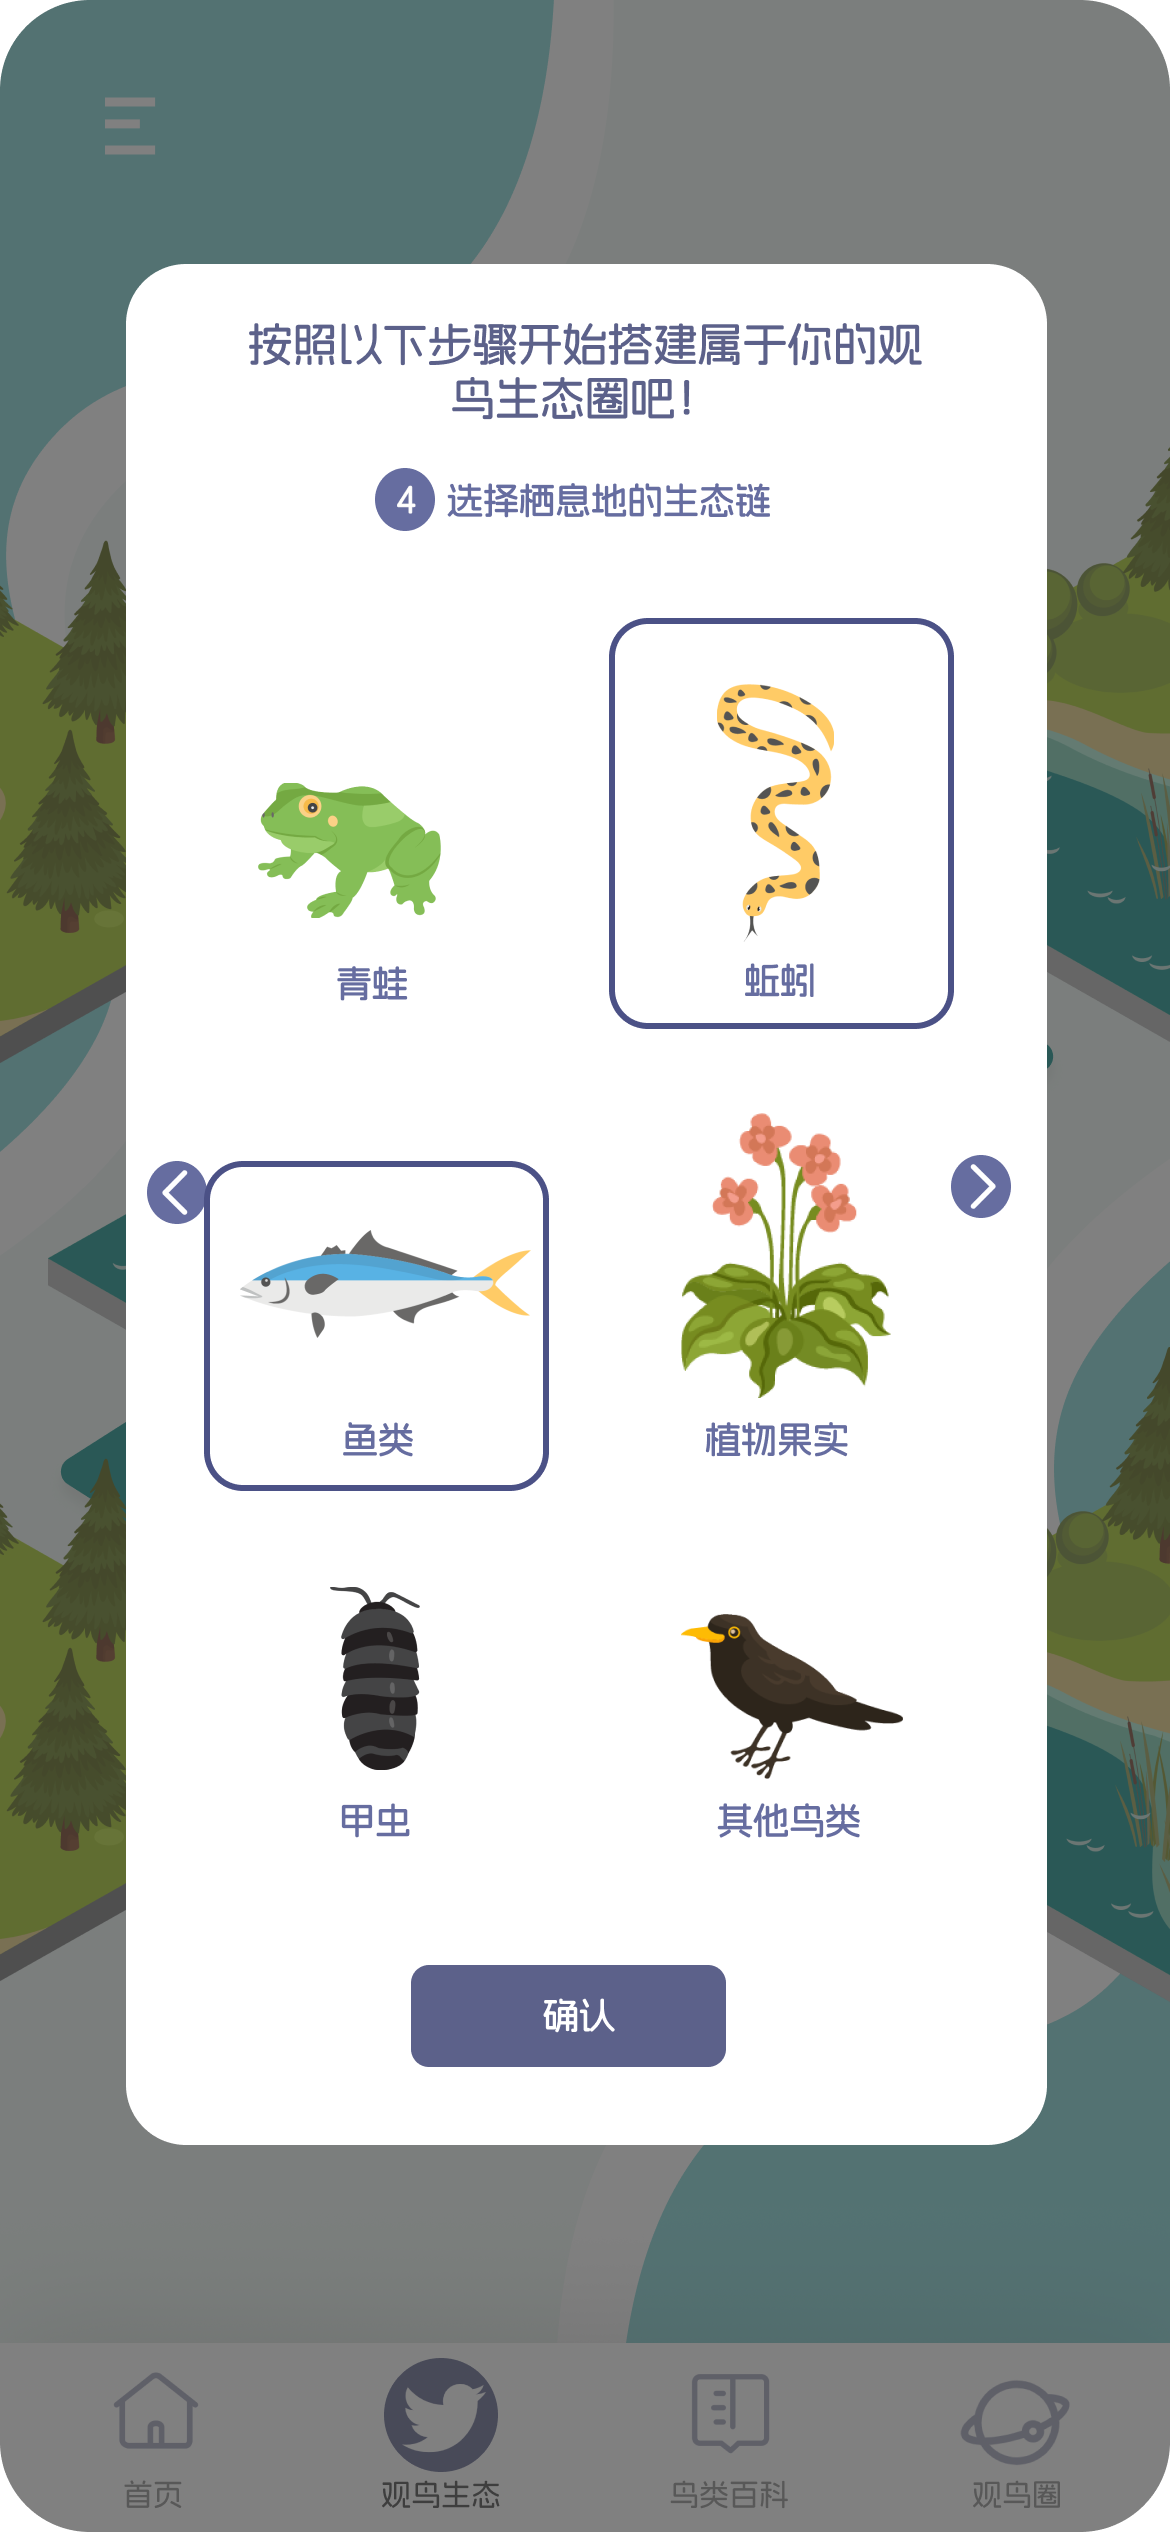 按照以下步骤开始搭建属于你的观
鸟生态圈吧！
4 选择栖息地的生态链
青蛙
蚯蚓
鱼类
植物果实
甲虫
其他鸟类
确认
首页
观鸟生态
鸟类百科
观鸟圈